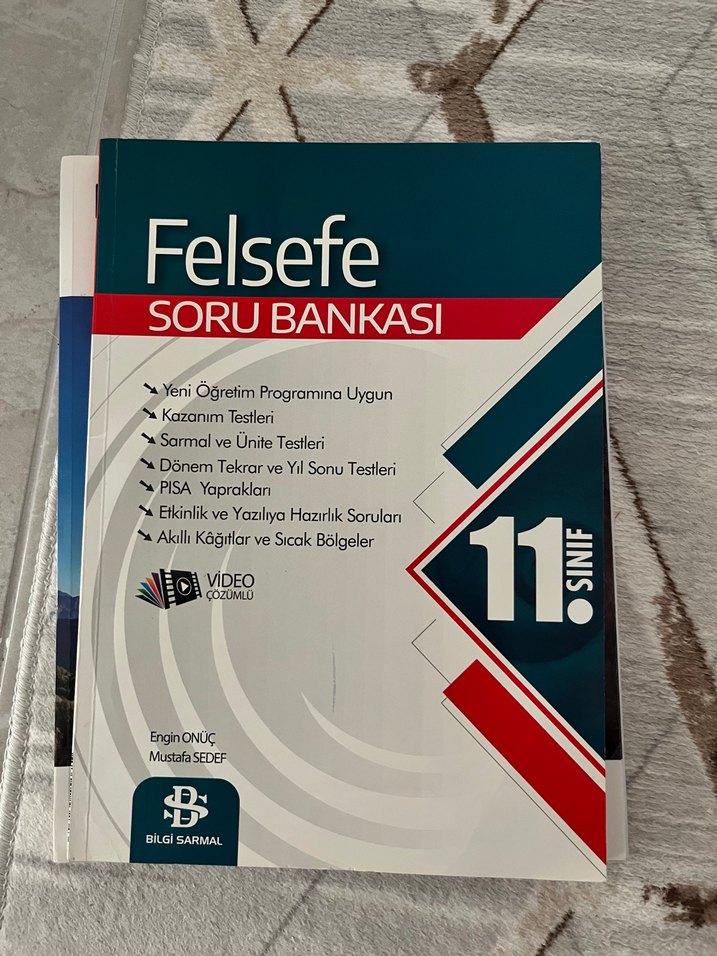 Felsefe
SORU BANKASI
Yeni Öğretim Programına Uygun
Kazanım Testleri
Sarmal ve Ünite Testleri
Dönem Tekrar ve Yıl Sonu Testleri
PISA Yaprakları
Etkinlik ve Yazılıya Hazırlık Soruları
Akıllı Kâğıtlar ve Sıcak Bölgeler
VİDEO
ÇÖZÜMLÜ
11. SINIF
Engin ONÜÇ
Mustafa SEDEF
BS
BİLGİ SARMAL